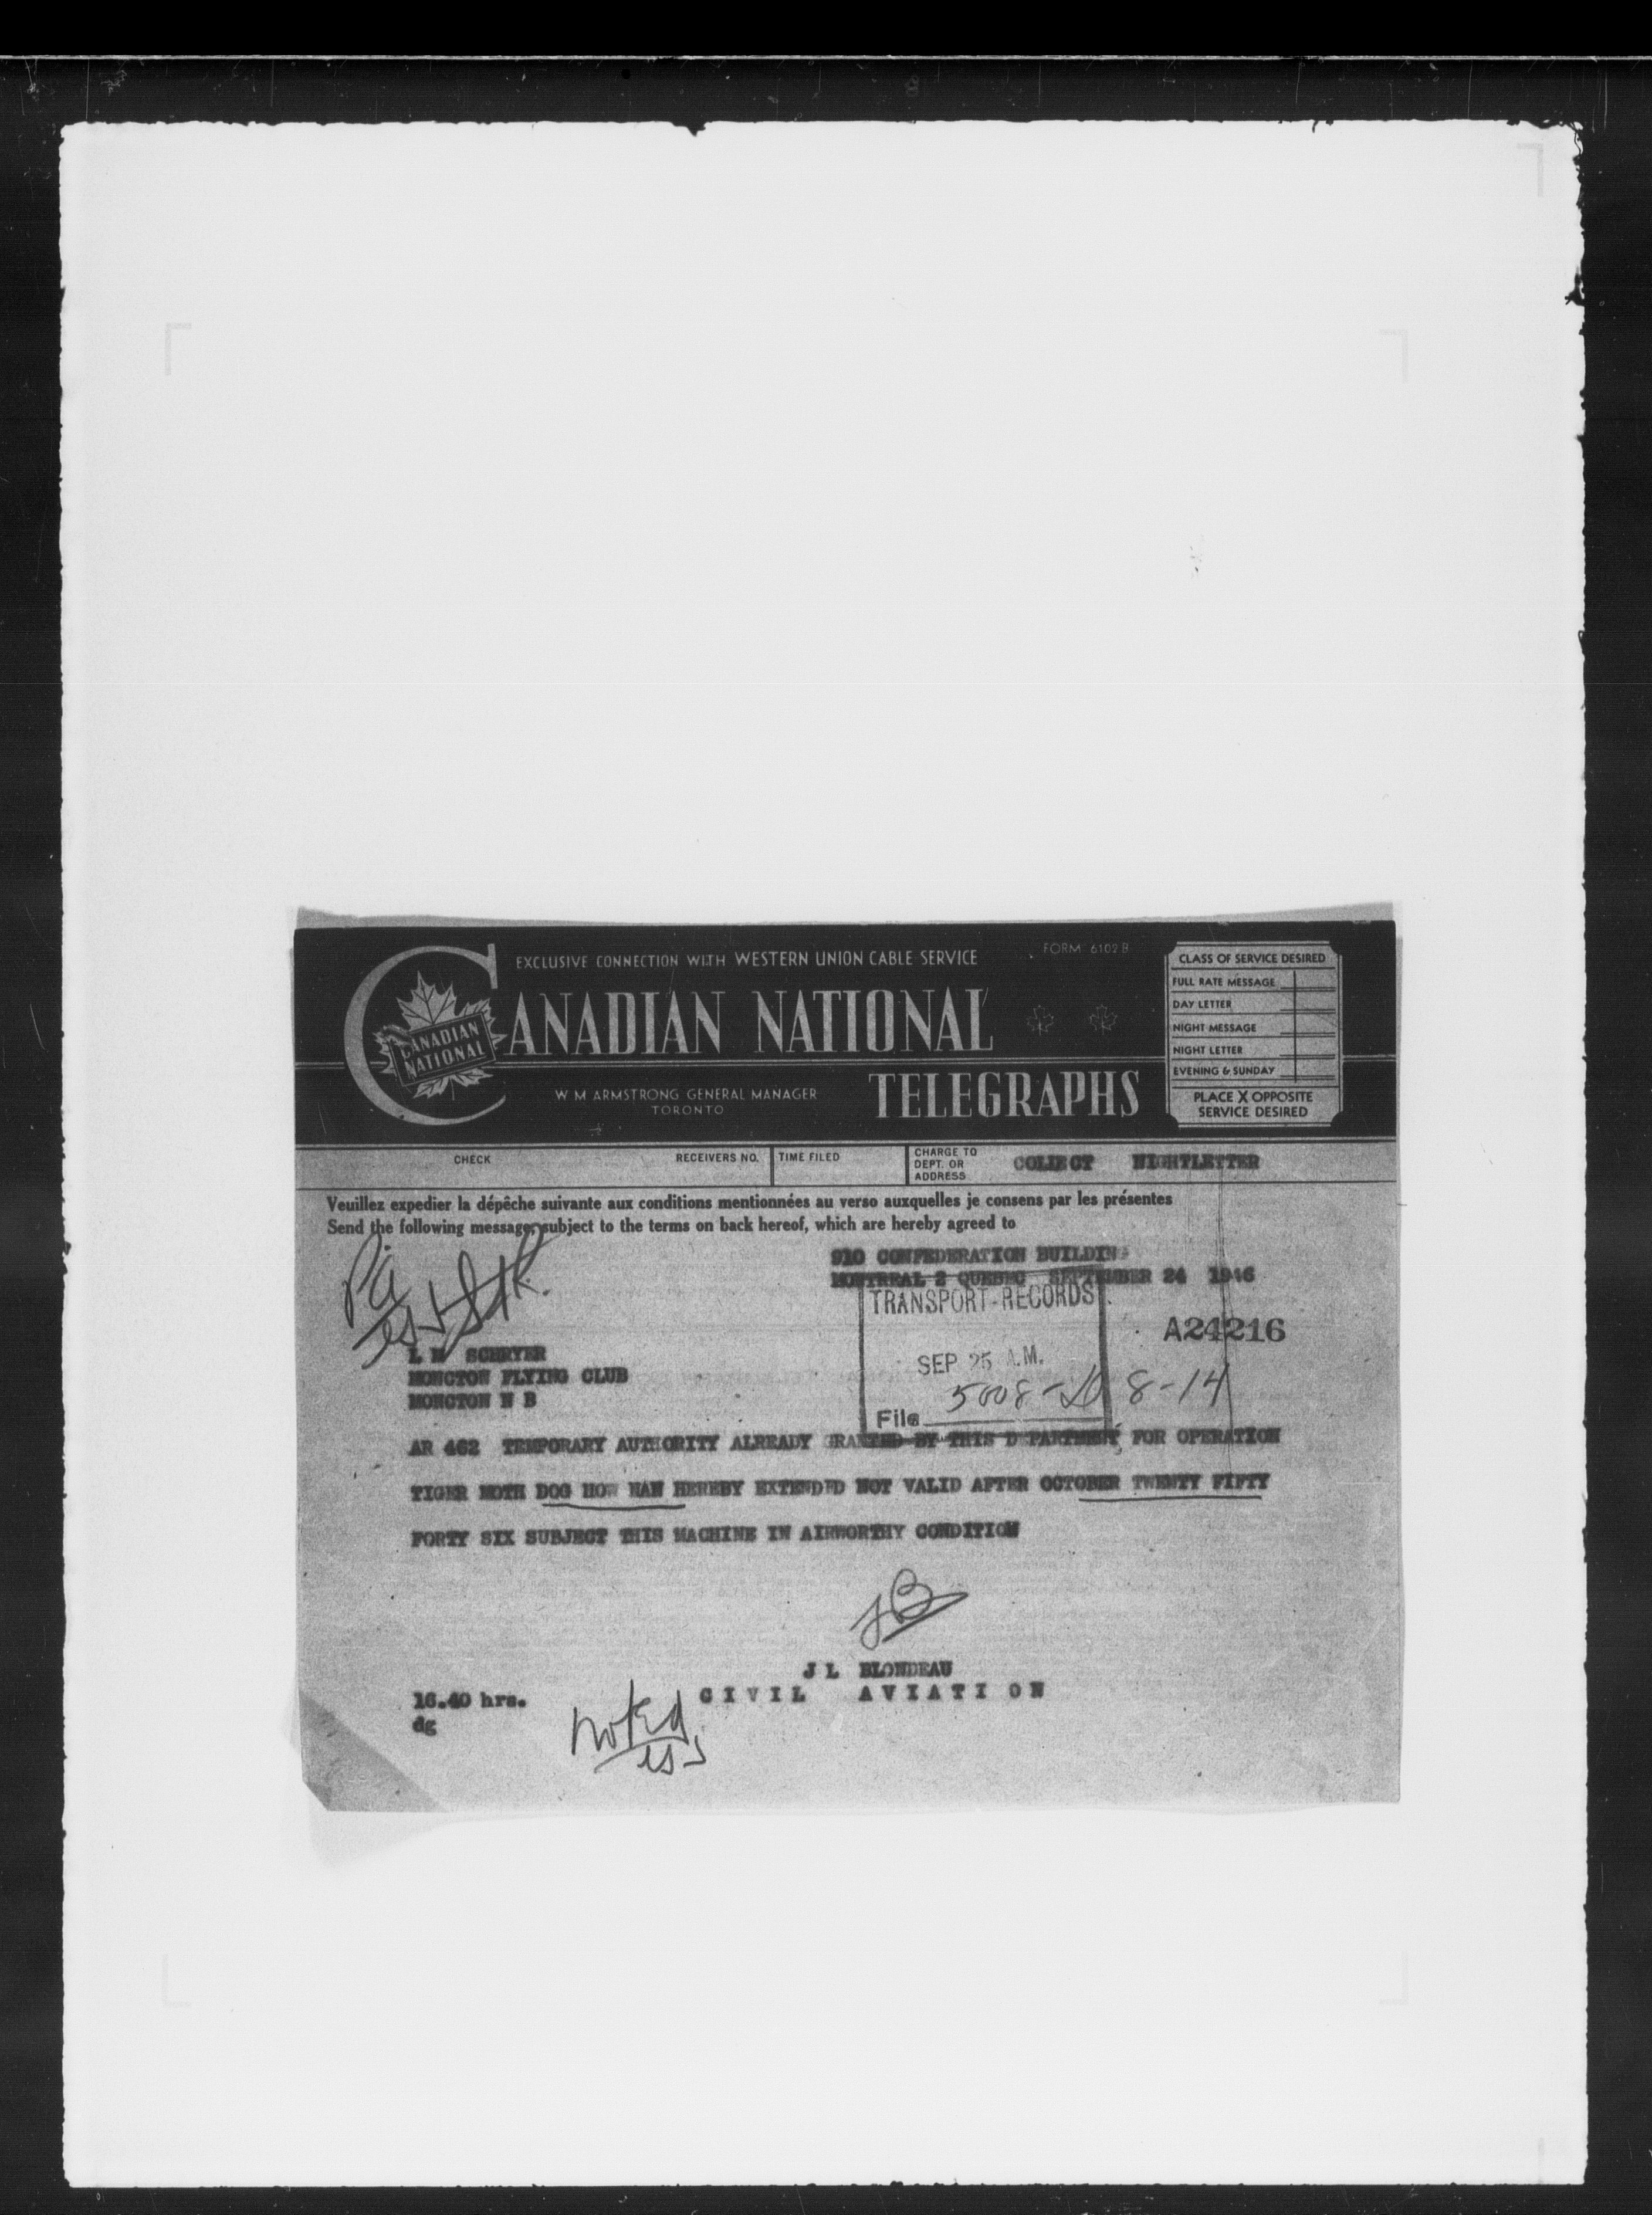 EXCLUSIVE CONNECTION WITH WESTERN UNION CABLE SERVICE
FORM 6102 B
CANADIAN NATIONAL
CANADIAN
NATIONAL
TELEGRAPHS
W M ARMSTRONG GENERAL MANAGER
TORONTO
CLASS OF SERVICE DESIRED
FULL RATE MESSAGE
DAY LETTER
NIGHT MESSAGE
NIGHT LETTER
EVENING & SUNDAY
PLACE X OPPOSITE
SERVICE DESIRED
CHECK
RECEIVERS NO.
TIME FILED
CHARGE TO
DEPT. OR
ADDRESS
COLLECT NIGHTLETTER
Veuillez expedier la dépêche suivante aux conditions mentionnées au verso auxquelles je consens par les présentes
Send the following message, subject to the terms on back hereof, which are hereby agreed to
910 CONFEDERATION BUILDING
MONTREAL 2 QUEBEC SEPTEMBER 24 1946
TRANSPORT-RECORDS
A24216
SEP 25 A.M.
File 5008- 8-14
SCHRYER
MONCTON FLYING CLUB
MONCTON N B
AR 462 TEMPORARY AUTHORITY ALREADY GRANTED BY THIS D PARTMENT FOR OPERATION
TIGER MOTH DOG HOW NAN HEREBY EXTENDED NOT VALID AFTER OCTOBER TWENTY FIFTY
FORTY SIX SUBJECT THIS MACHINE IN AIRWORTHY CONDITION
JB
J L BLONDEAU
CIVIL AVIATION
16.40 hrs.
dg
noted